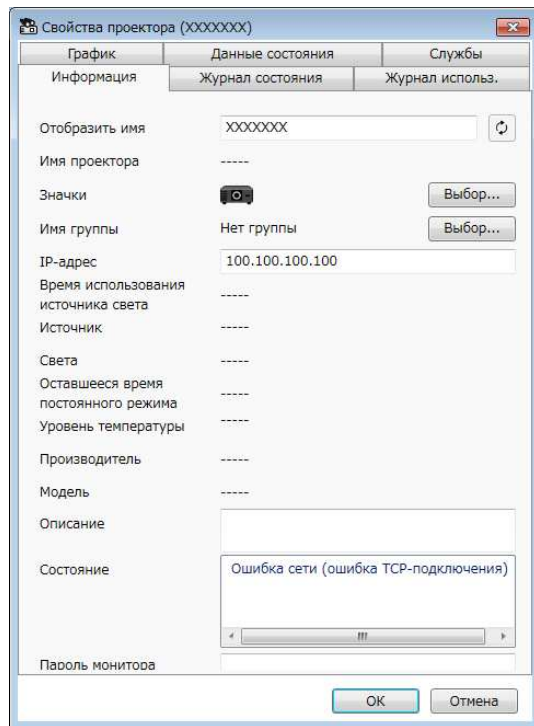 Свойства проектора (XXXXXXX)
График Данные состояния Службы
Информация Журнал состояния Журнал использ.
Отобразить имя XXXXXXX
Имя проектора -----
Значки Выбор...
Имя группы Нет группы Выбор...
IP-адрес 100.100.100.100
Время использования
источника света -----
Источник -----
Света -----
Оставшееся время
постоянного режима -----
Уровень температуры -----
Производитель -----
Модель -----
Описание
Состояние Ошибка сети (ошибка TCP-подключения)
Пароль монитора
OK Отмена